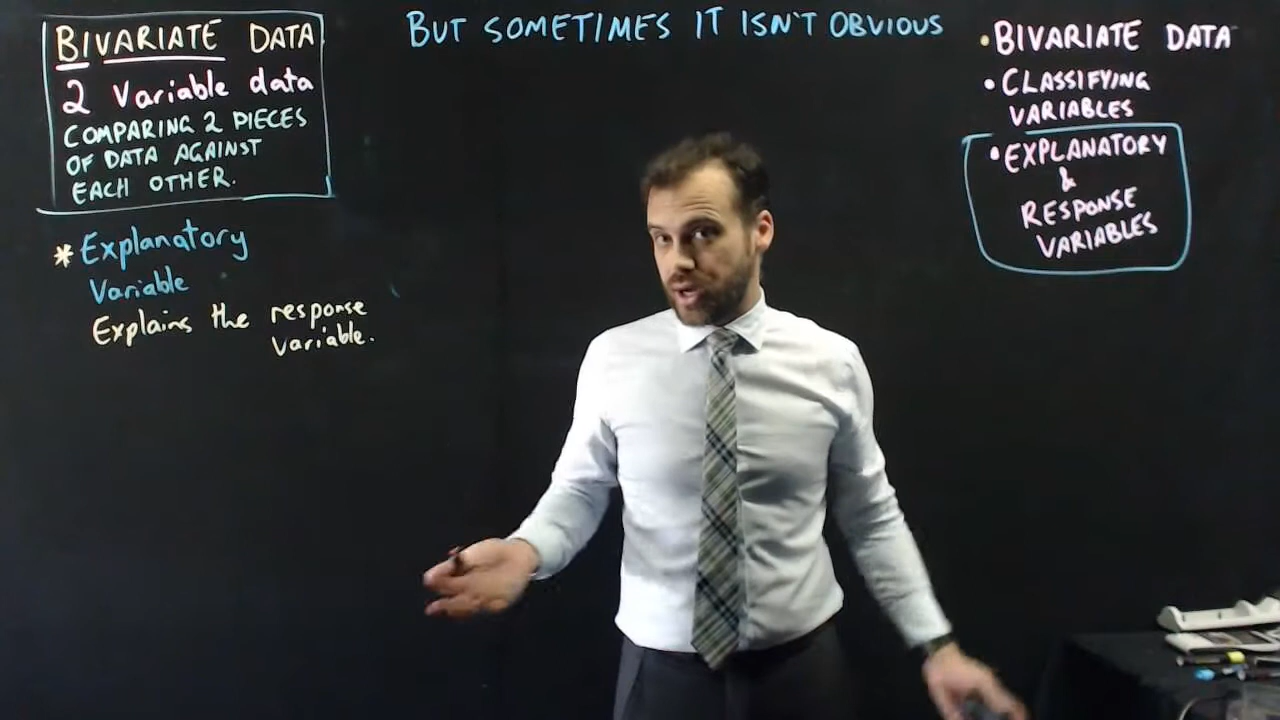 BIVARIATE DATA
2 Variable data
COMPARING 2 PIECES
OF DATA AGAINST
EACH OTHER.
* Explanatory
Variable
Explains the response
variable.
BUT SOMETIMES IT ISN'T OBVIOUS
• BIVARIATE DATA
• CLASSIFYING
VARIABLES
• EXPLANATORY
&
RESPONSE
VARIABLES